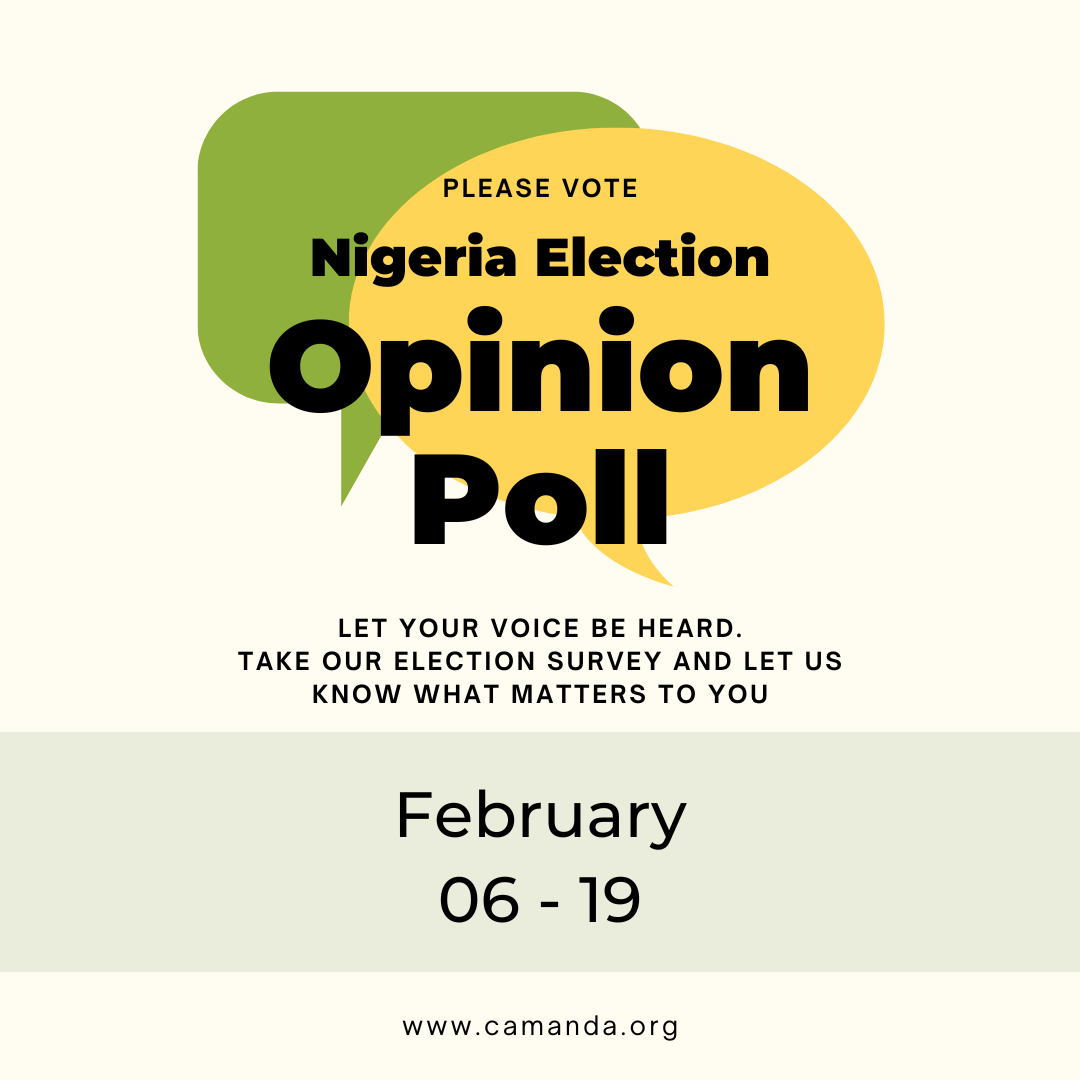 PLEASE VOTE
Nigeria Election
Opinion
Poll
LET YOUR VOICE BE HEARD.
TAKE OUR ELECTION SURVEY AND LET US
KNOW WHAT MATTERS TO YOU
February
06 - 19
www.camanda.org